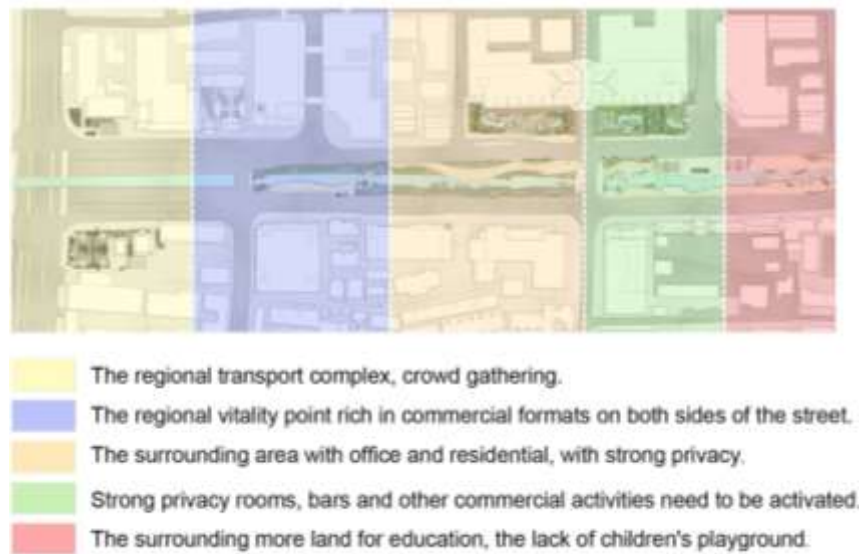 The regional transport complex, crowd gathering.
The regional vitality point rich in commercial formats on both sides of the street.
The surrounding area with office and residential, with strong privacy.
Strong privacy rooms, bars and other commercial activities need to be activated.
The surrounding more land for education, the lack of children's playground.